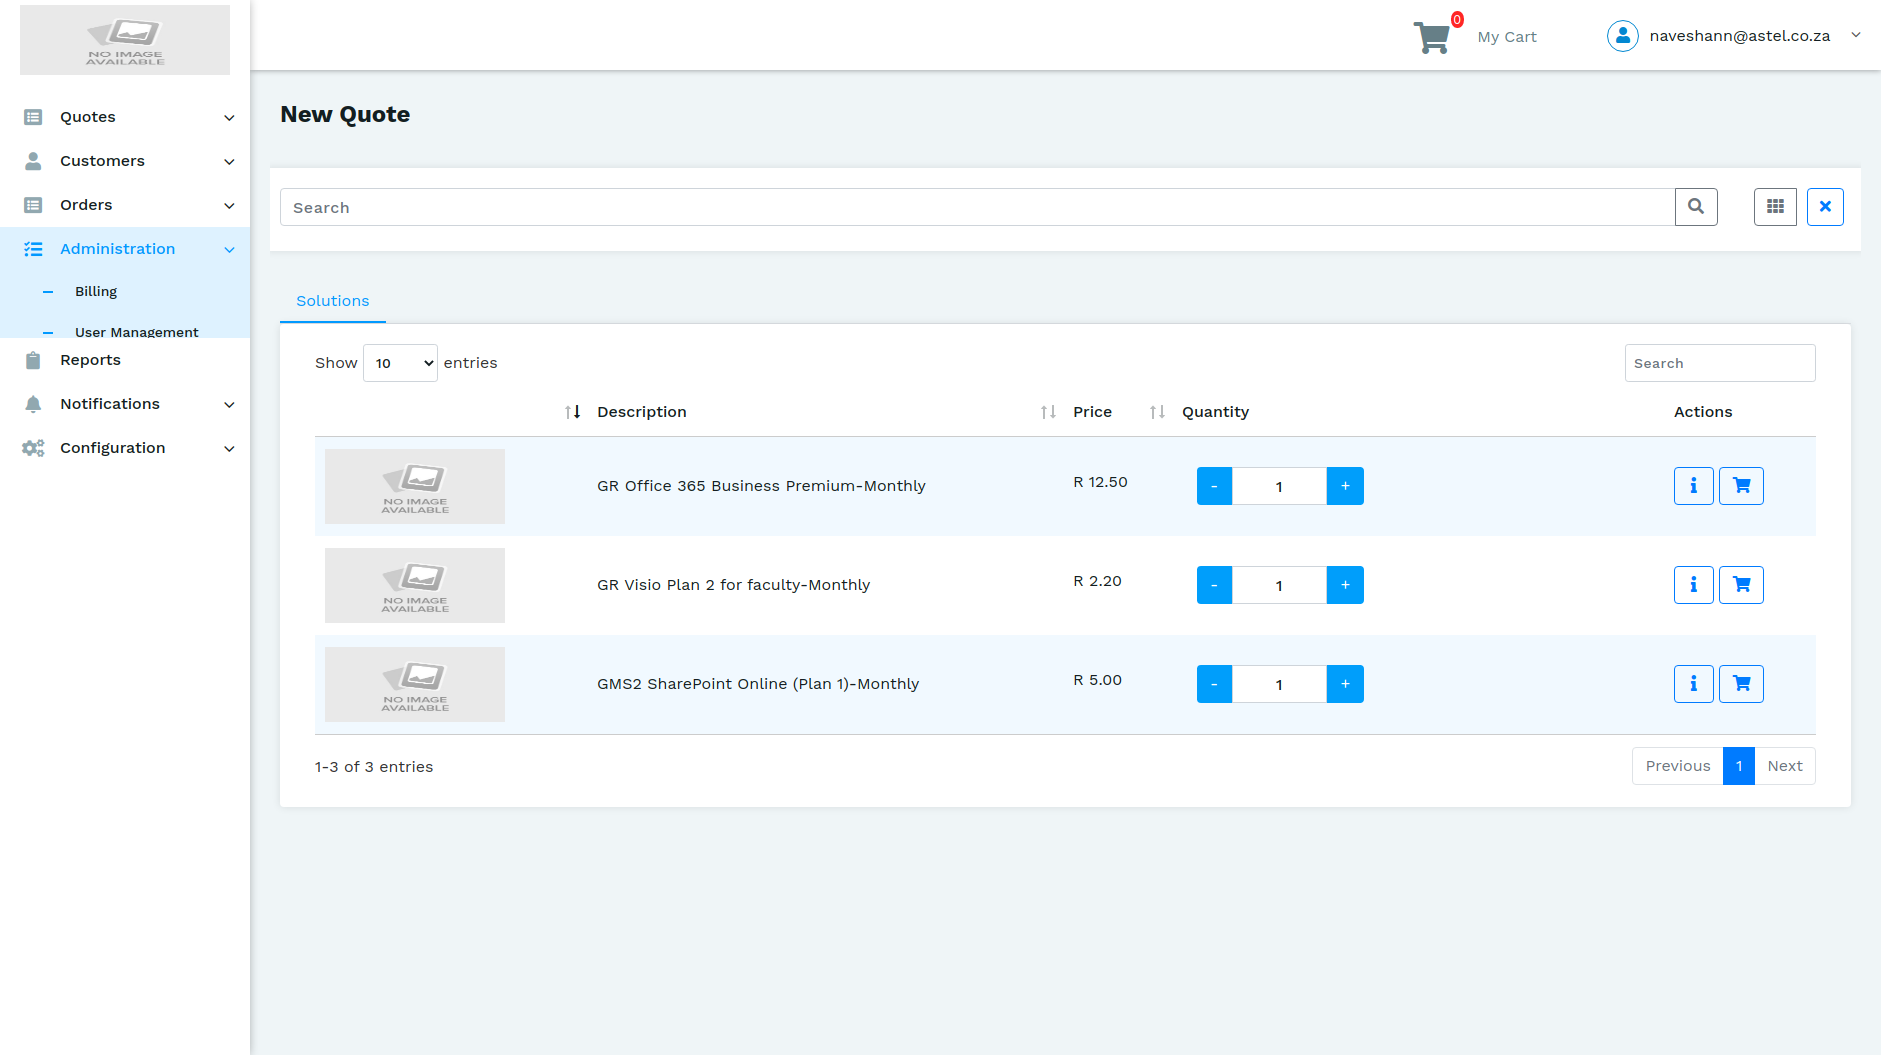 NO IMAGE
AVAILABLE
0
My Cart
naveshann@astel.co.za
Quotes
Customers
Orders
Administration
Billing
User Management
Reports
Notifications
Configuration
New Quote
Search
Solutions
Show 10 entries
Search
Description Price Quantity Actions
NO IMAGE
AVAILABLE
GR Office 365 Business Premium-Monthly R 12.50 - 1 +
NO IMAGE
AVAILABLE
GR Visio Plan 2 for faculty-Monthly R 2.20 - 1 +
NO IMAGE
AVAILABLE
GMS2 SharePoint Online (Plan 1)-Monthly R 5.00 - 1 +
1-3 of 3 entries
Previous 1 Next